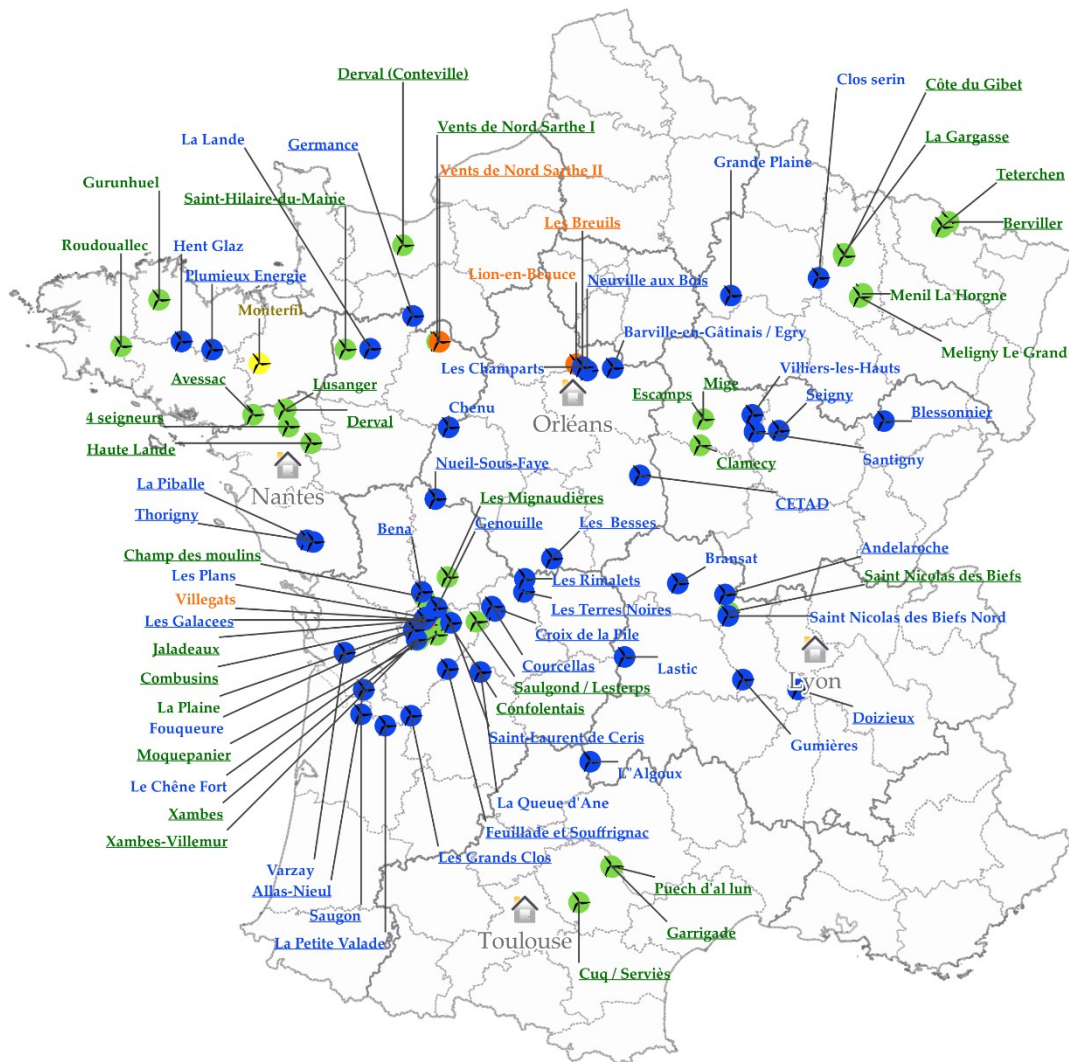 Derval (Conteville)
Clos serin
Côte du Gibet
La Lande
Germance
Vents de Nord Sarthe I
La Gargasse
Grande Plaine
Vents de Nord Sarthe II
Teterchen
Gurunhuel
Saint-Hilaire-du-Maine
Les Breuils
Berviller
Roudouallec
Hent Glaz
Plumieux Energie
Lion-en-Beauce
Neuville aux Bois
Menil La Horgne
Monterfil
Barville-en-Gâtinais / Egry
Meligny Le Grand
Les Champarts
Villiers-les-Hauts
Avessac
Lusanger
Mige
Escamps
Seigny
4 seigneurs
Derval
Chenu
Orléans
Blessonnier
Haute Lande
Clamecy
Santigny
Nantes
Nueil-Sous-Faye
La Piballe
Les Mignaudières
CETAD
Thorigny
Bena
Genouille
Les Besses
Champ des moulins
Bransat
Andelaroche
Les Plans
Les Rimalets
Saint Nicolas des Biefs
Villegats
Les Terres Noires
Saint Nicolas des Biefs Nord
Les Galacees
Croix de la Pile
Jaladeaux
Courcellas
Lastic
Lyon
Combusins
Saulgond / Lesterps
La Plaine
Confolentais
Doizieux
Fouqueure
Saint-Laurent de Ceris
Gumières
Moquepanier
L"Algoux
Le Chêne Fort
La Queue d'Ane
Xambes
Feuillade et Souffrignac
Xambes-Villemur
Les Grands Clos
Varzay
Allas-Nieul
Puech d'al lun
Saugon
Garrigade
La Petite Valade
Toulouse
Cuq / Serviès